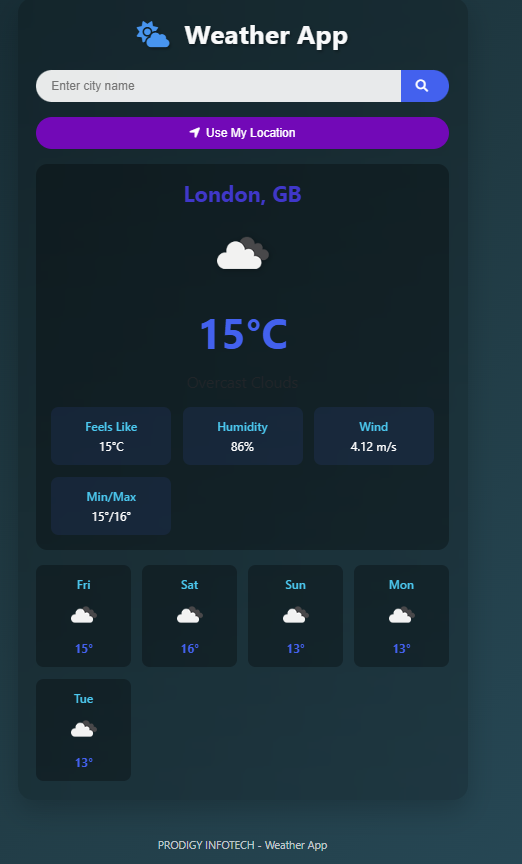 Weather App
Enter city name
Use My Location
London, GB
15°C
Overcast Clouds
Feels Like Humidity Wind
15°C 86% 4.12 m/s
Min/Max
15°/16°
Fri Sat Sun Mon
15° 16° 13° 13°
Tue
13°
PRODIGY INFOTECH - Weather App